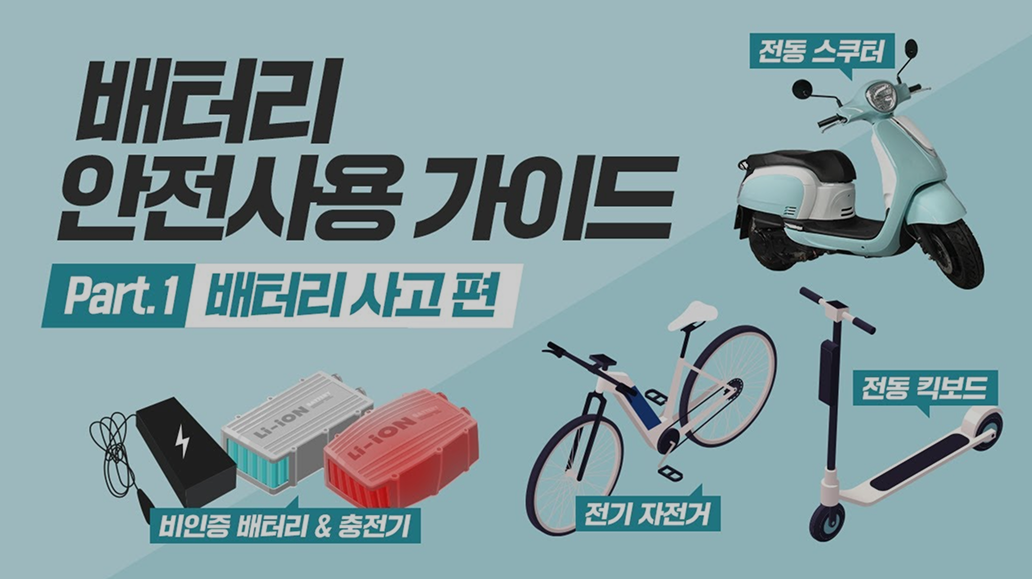 배터리
안전사용 가이드
Part.1 배터리 사고 편
전동 스쿠터
전동 킥보드
전기 자전거
Li-iON
Li-iON
비인증 배터리 & 충전기